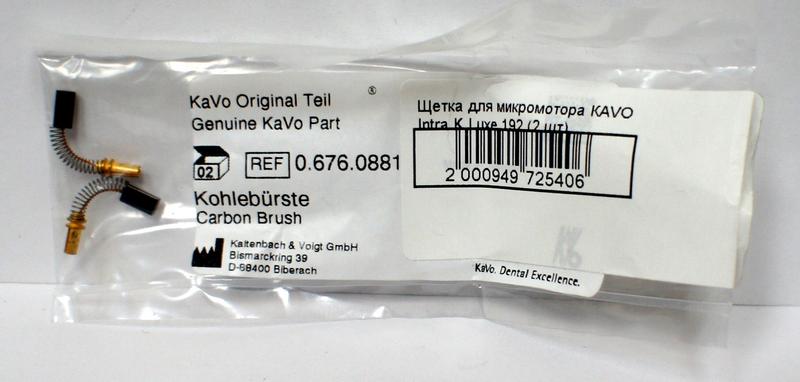 KaVo Original Teil ®
Genuine KaVo Part
02 REF 0.676.0881
Kohlebürste
Carbon Brush
Kaltenbach & Voigt GmbH
Bismarckring 39
D-88400 Biberach
Щетка для микромотора KAVO
Intra K Luxe 192 (2 шт)
2 000949 725406
KaVo. Dental Excellence.